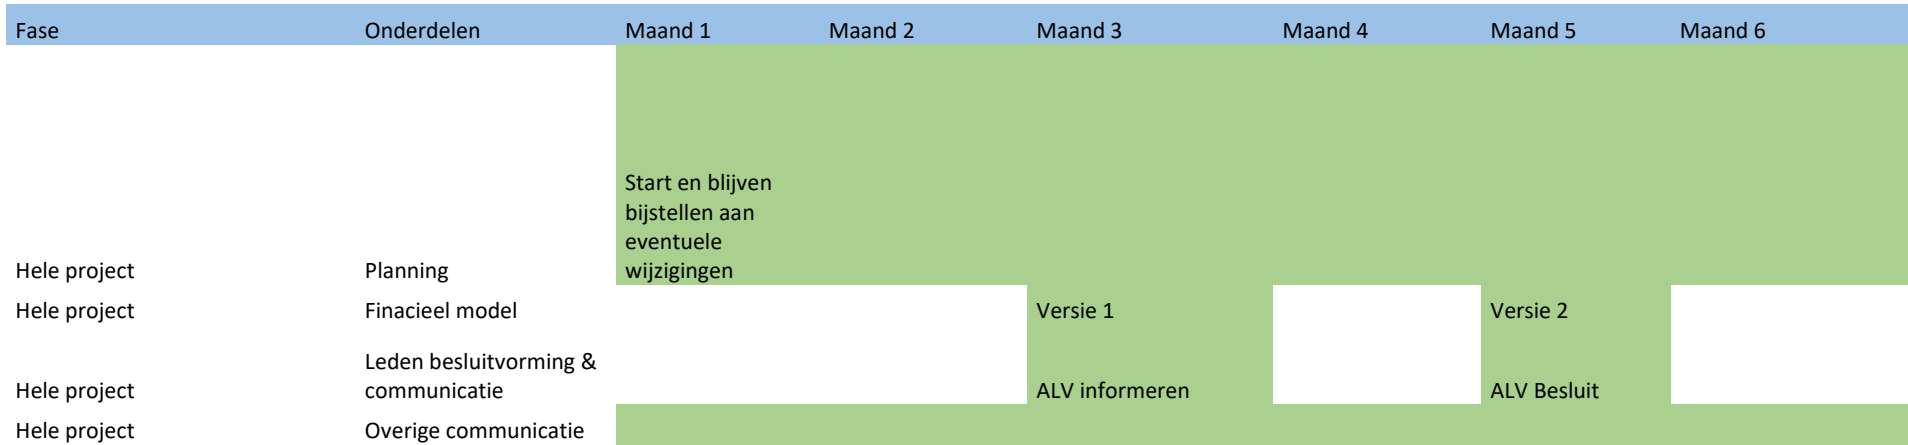 Fase Onderdelen Maand 1 Maand 2 Maand 3 Maand 4 Maand 5 Maand 6
Start en blijven
bijstellen aan
eventuele
Hele project Planning wijzigingen
Hele project Finacieel model Versie 1 Versie 2
Leden besluitvorming &
Hele project communicatie ALV informeren ALV Besluit
Hele project Overige communicatie